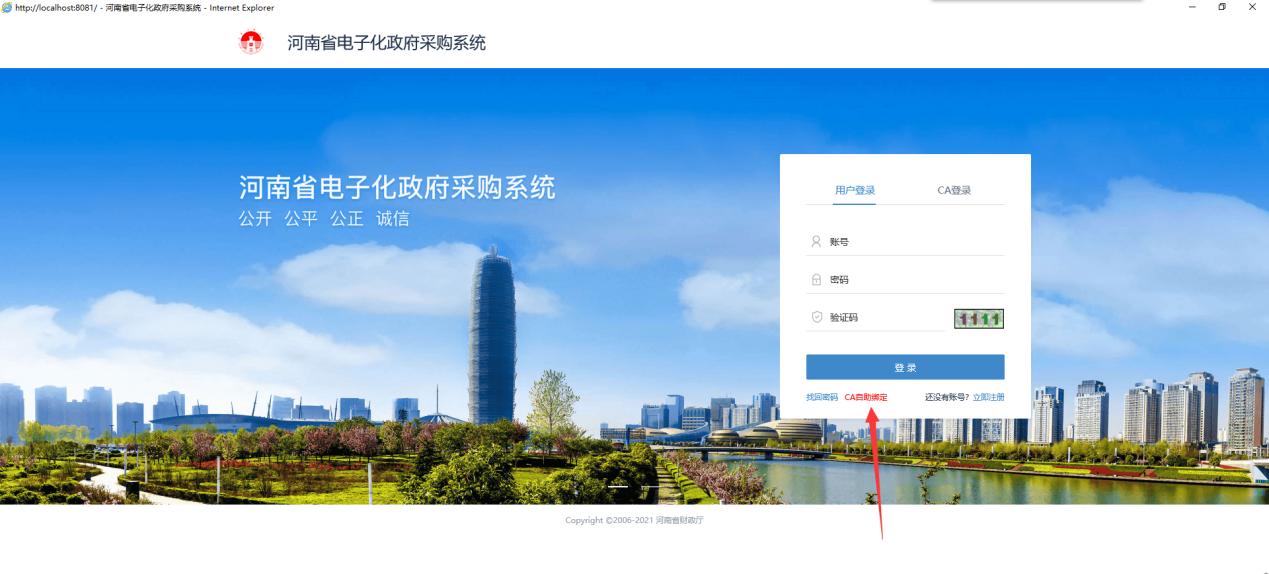 http://localhost:8081/ - 河南省电子化政府采购系统 - Internet Explorer
河南省电子化政府采购系统
河南省电子化政府采购系统
公开 公平 公正 诚信
用户登录 CA登录
账号
密码
验证码 1111
登 录
找回密码 CA自助绑定 还没有账号? 立即注册
Copyright ©2006-2021 河南省财政厅